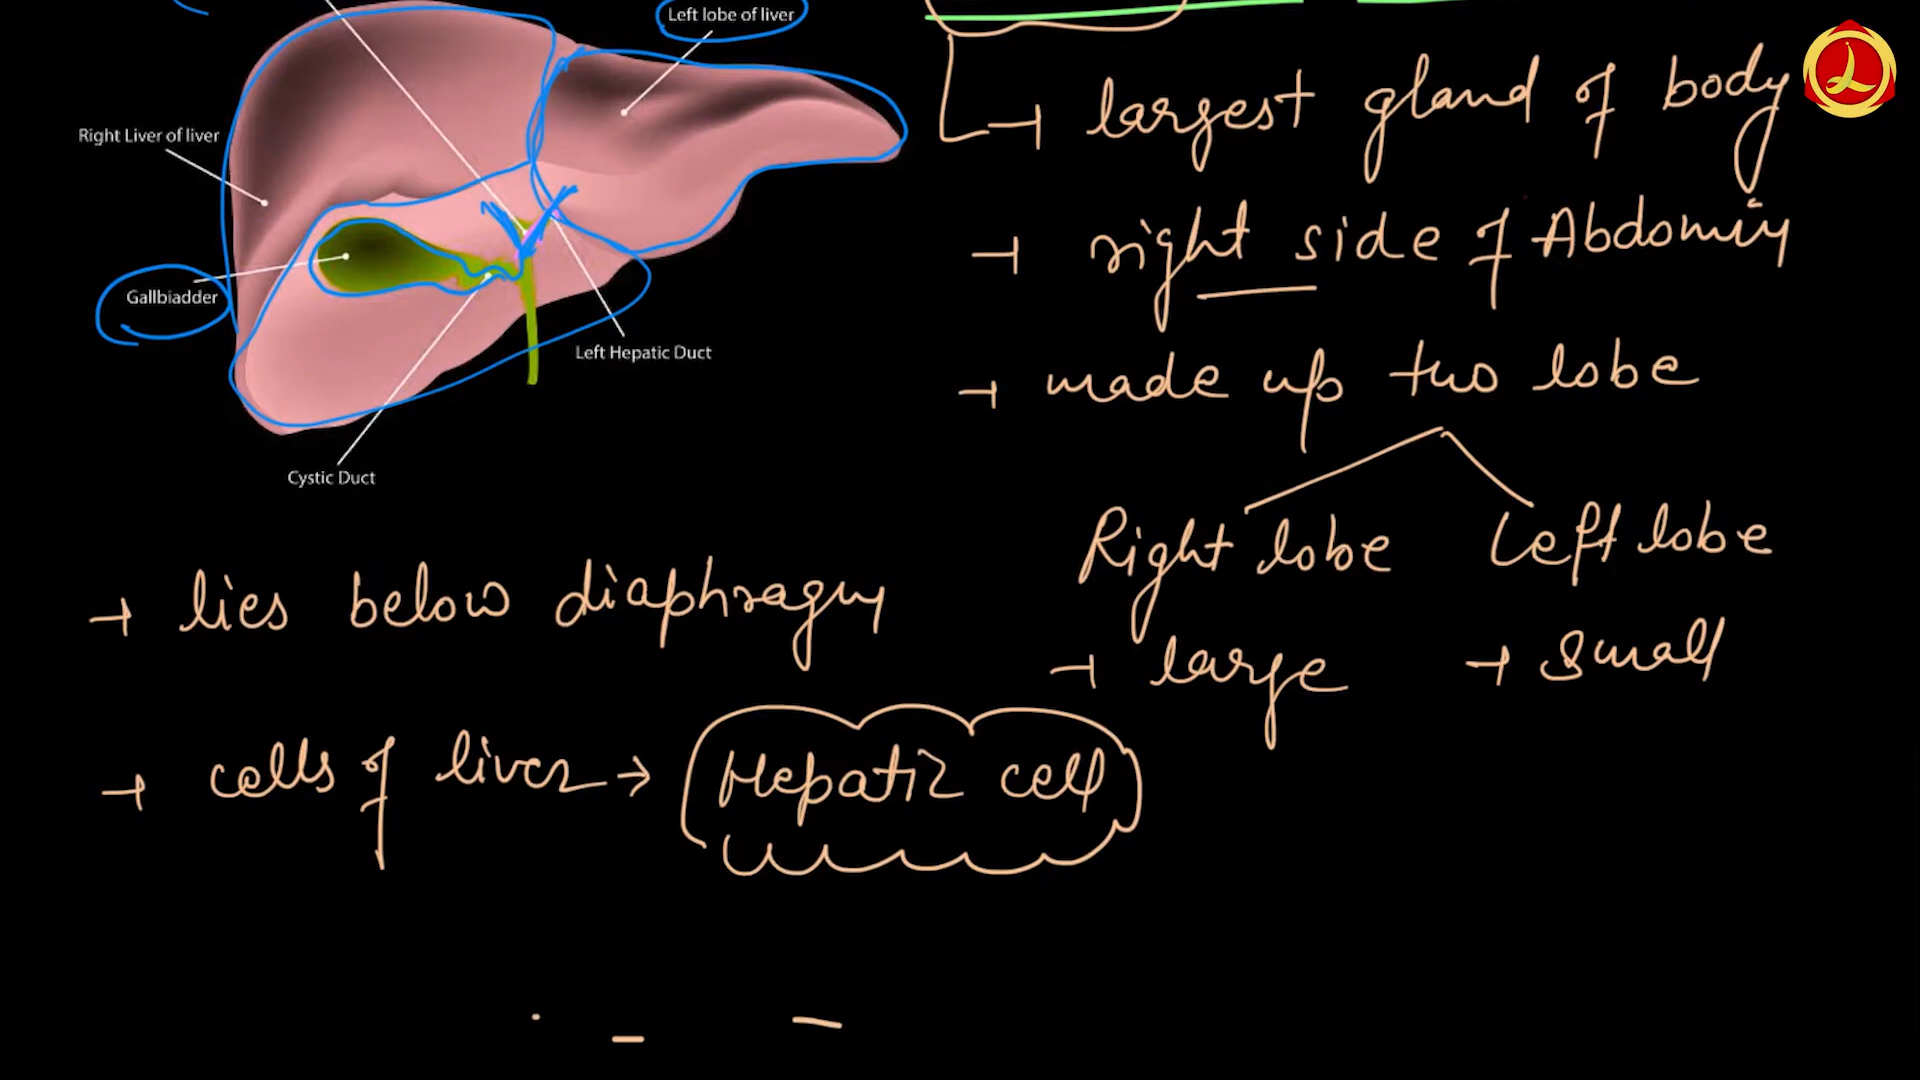 Left lobe of liver
Right Liver of liver
Gallbiadder
Left Hepatic Duct
Cystic Duct
→ largest gland of body
→ right side of Abdomin
→ made up two lobe
Right lobe Left lobe
→ large → small
→ lies below diaphragm
→ cells of liver → Hepatic cell